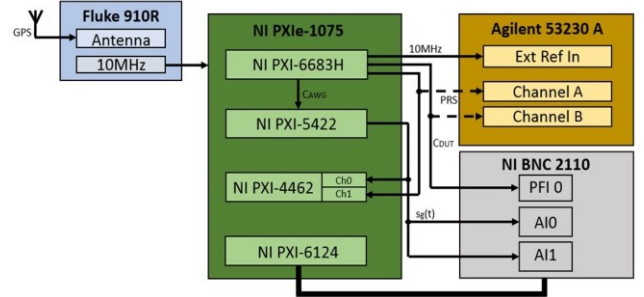 Fluke 910R
GPS
Antenna
10MHz
NI PXIe-1075
NI PXI-6683H
CAWG
NI PXI-5422
NI PXI-4462
Ch0
Ch1
NI PXI-6124
10MHz
PRS
CDUT
sg(t)
Agilent 53230 A
Ext Ref In
Channel A
Channel B
NI BNC 2110
PFI 0
AI0
AI1